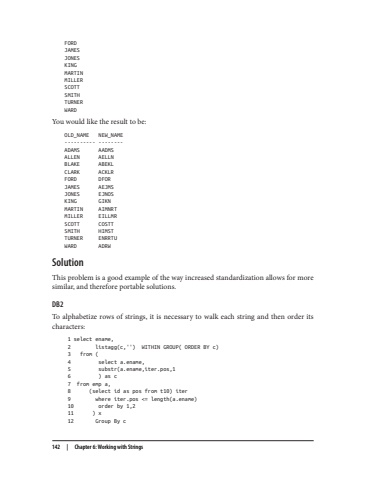 FORD
JAMES
JONES
KING
MARTIN
MILLER
SCOTT
SMITH
TURNER
WARD
You would like the result to be:
OLD_NAME   NEW_NAME
---------- --------
ADAMS      AADMS
ALLEN      AELLN
BLAKE      ABEKL
CLARK      ACKLR
FORD       DFOR
JAMES      AEJMS
JONES      EJNOS
KING       GIKN
MARTIN     AIMNRT
MILLER     EILLMR
SCOTT      COSTT
SMITH      HIMST
TURNER     ENRRTU
WARD       ADRW
Solution
This problem is a good example of the way increased standardization allows for more
similar, and therefore portable solutions.
DB2
To alphabetize rows of strings, it is necessary to walk each string and then order its
characters:
1 select ename,
2        listagg(c,'')  WITHIN GROUP( ORDER BY c)
3   from (
4         select a.ename,
5         substr(a.ename,iter.pos,1
6         ) as c
7  from emp a,
8      (select id as pos from t10) iter
9        where iter.pos <= length(a.ename)
10         order by 1,2
11       ) x
12        Group By c
142   |   Chapter 6: Working with Strings